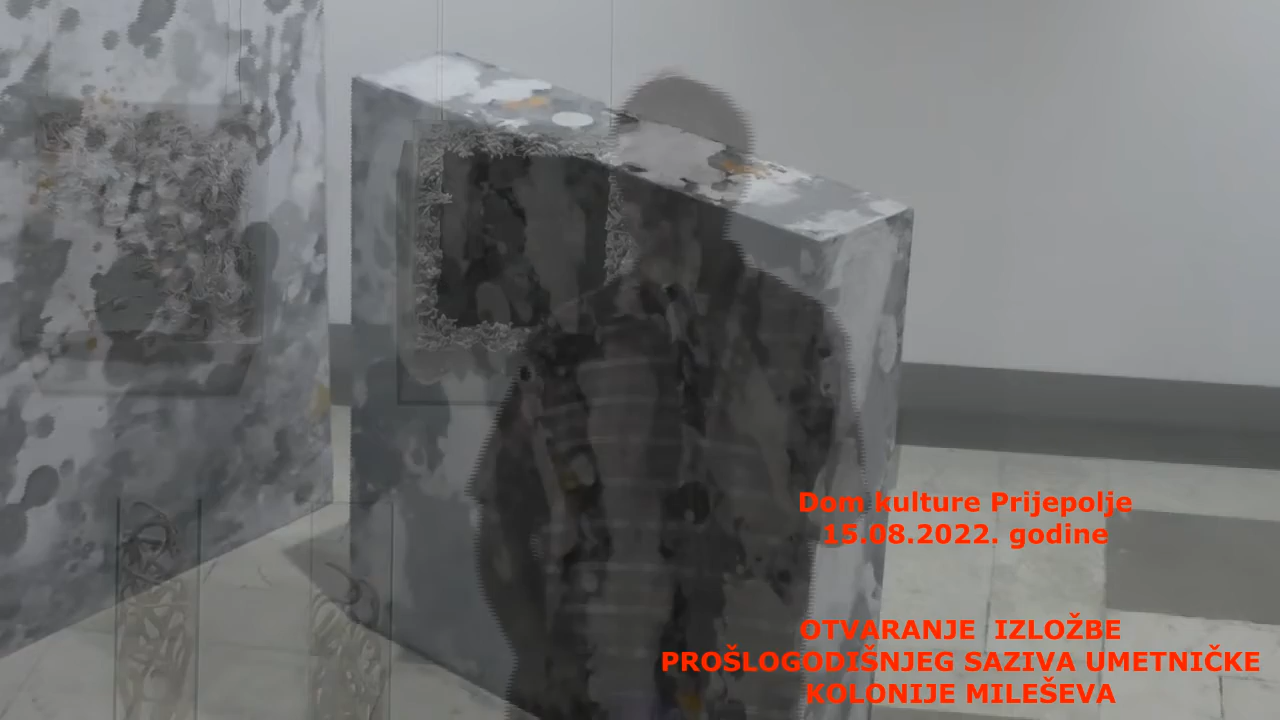 Dom kulture Prijepolje
15.08.2022. godine
OTVARANJE IZLOŽBE
PROŠLOGODIŠNJEG SAZIVA UMETNIČKE
KOLONIJE MILEŠEVA